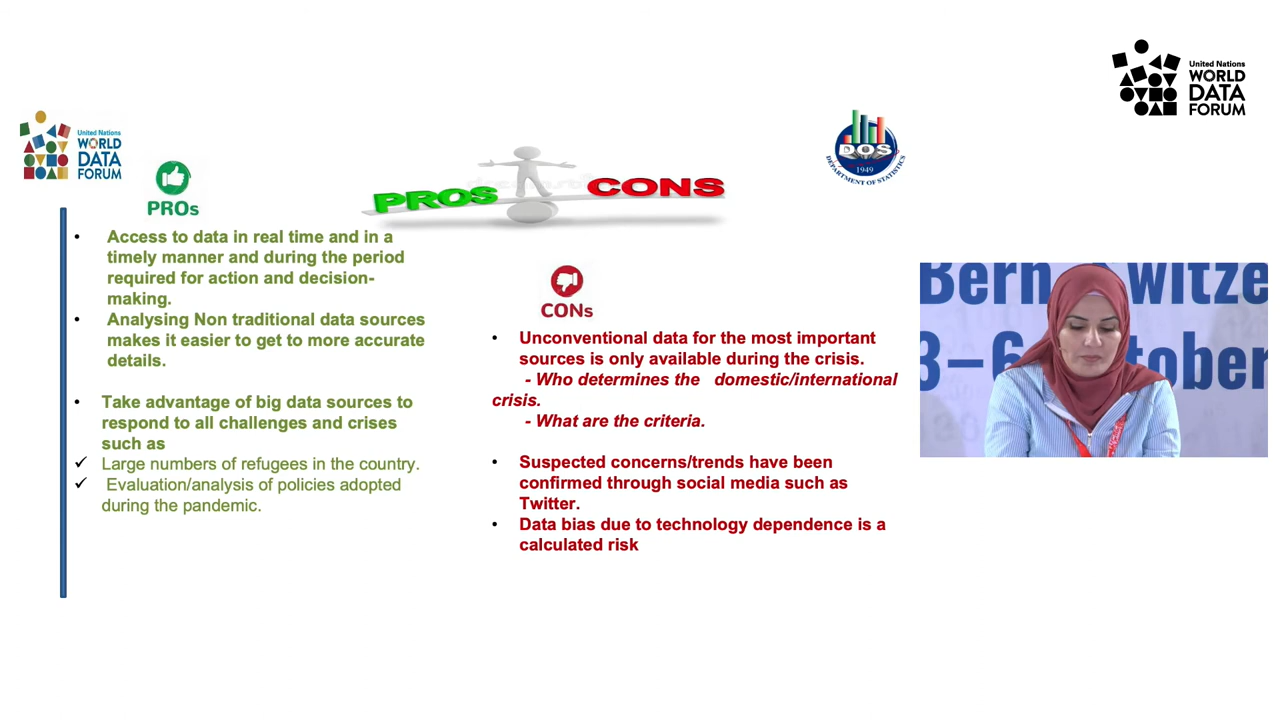 United Nations
WORLD
DATA
FORUM
United Nations
WORLD
DATA
FORUM
DOS
1949
DEPARTMENT OF STATISTICS
PROS
CONS
PROs
• Access to data in real time and in a
timely manner and during the period
required for action and decision-
making.
• Analysing Non traditional data sources
makes it easier to get to more accurate
details.
• Take advantage of big data sources to
respond to all challenges and crises
such as
✓ Large numbers of refugees in the country.
✓ Evaluation/analysis of policies adopted
during the pandemic.
CONs
• Unconventional data for the most important
sources is only available during the crisis.
- Who determines the domestic/international
crisis.
- What are the criteria.
• Suspected concerns/trends have been
confirmed through social media such as
Twitter.
• Data bias due to technology dependence is a
calculated risk
Bern
3–6